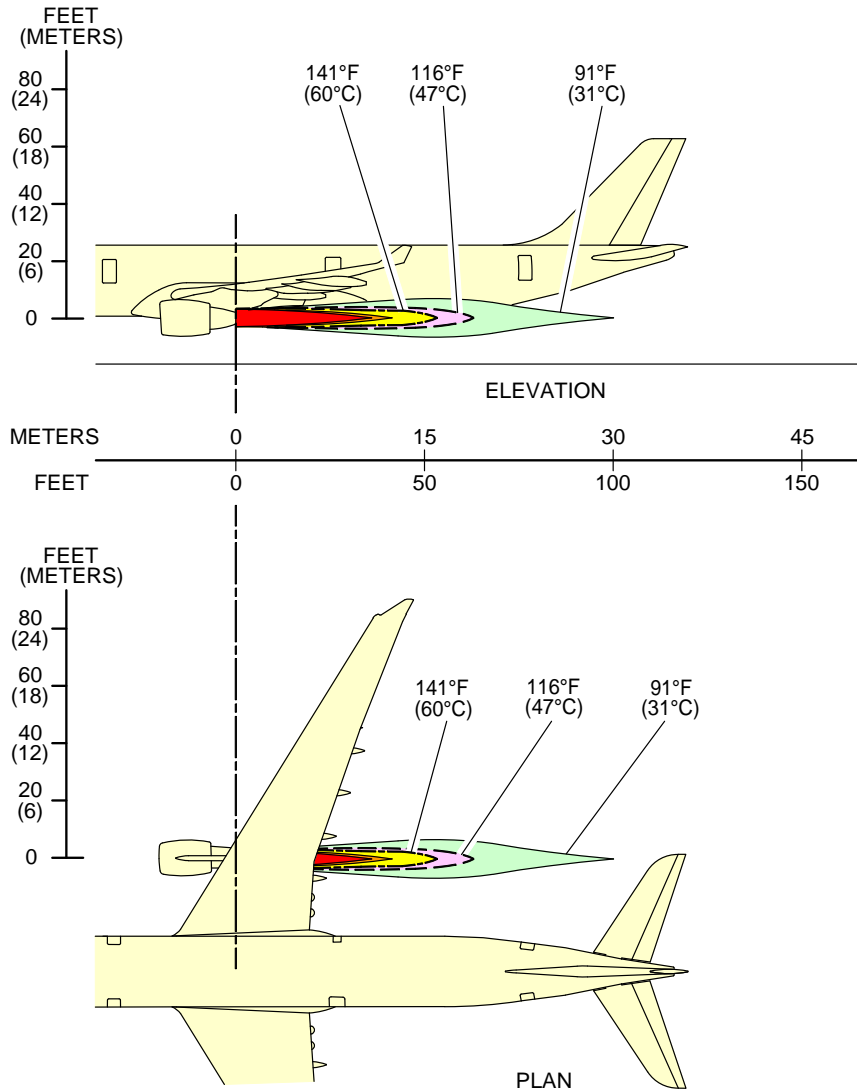 FEET
(METERS)
141°F
(60°C)
116°F
(47°C)
91°F
(31°C)
80
(24)
60
(18)
40
(12)
20
(6)
0
ELEVATION
METERS 0 15 30 45
FEET 0 50 100 150
FEET
(METERS)
80
(24)
60
(18)
40
(12)
20
(6)
0
141°F
(60°C)
116°F
(47°C)
91°F
(31°C)
PLAN